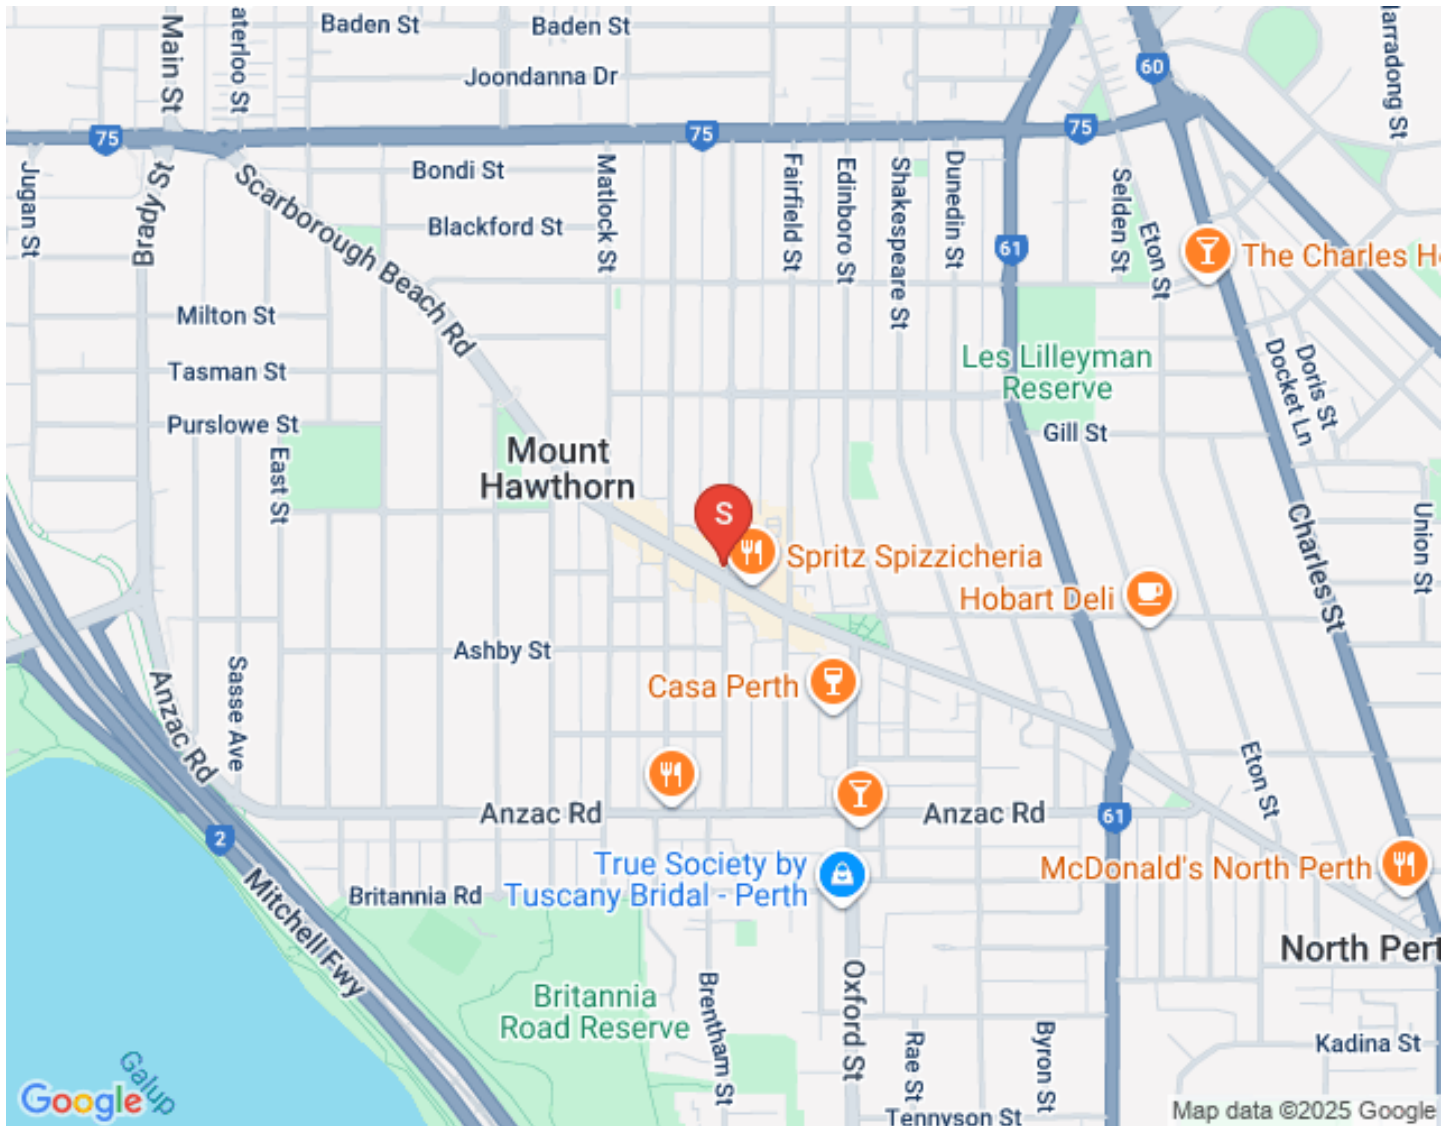 Main St
aterloo St
Baden St
Baden St
Joondanna Dr
60
75
75
75
Jugan St
Brady St
Bondi St
Blackford St
Matlock St
Fairfield St
Edinboro St
Shakespeare St
Dunedin St
Selden St
Eton St
61
The Charles H
Scarborough Beach Rd
Milton St
Tasman St
Purslowe St
East St
Les Lilleyman
Reserve
Gill St
Doris St
Docket Ln
Mount
Hawthorn
S
Spritz Spizzicheria
Hobart Deli
Charles St
Union St
Ashby St
Casa Perth
Sasse Ave
Anzac Rd
Anzac Rd
Anzac Rd
61
Eton St
2
Mitchell Fwy
True Society by
Tuscany Bridal - Perth
McDonald's North Perth
Britannia Rd
North Pert
Britannia
Road Reserve
Brentham St
Oxford St
Rae St
Byron St
Kadina St
Tennyson St
Galup
Google
Map data ©2025 Google